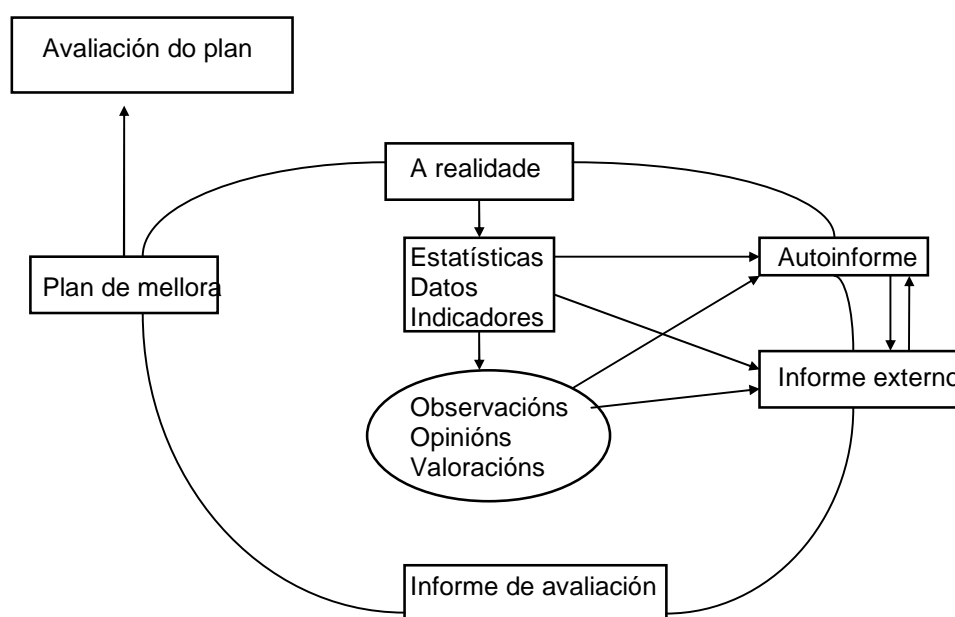 Avaliación do plan
A realidade
Estatísticas
Datos
Indicadores
Autoinforme
Plan de mellora
Informe externo
Observacións
Opinións
Valoracións
Informe de avaliación